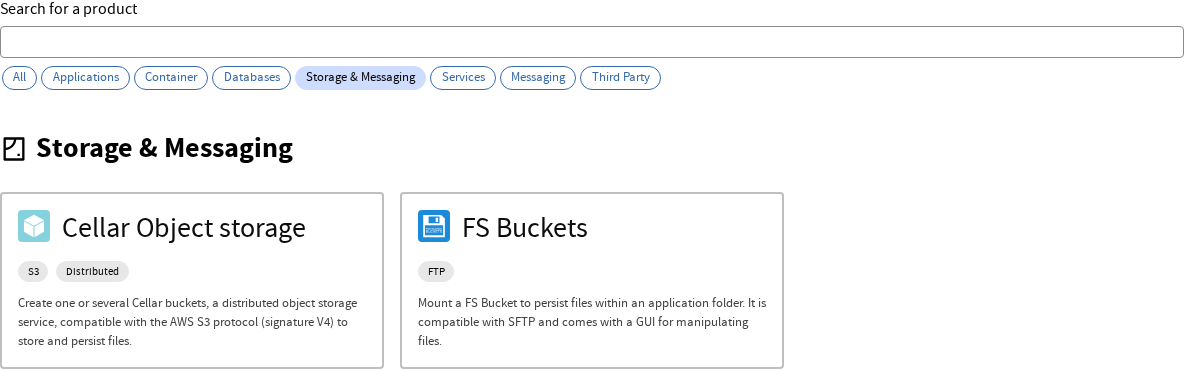 Search for a product
All Applications Container Databases Storage & Messaging Services Messaging Third Party
Storage & Messaging
Cellar Object storage
S3 Distributed
Create one or several Cellar buckets, a distributed object storage
service, compatible with the AWS S3 protocol (signature V4) to
store and persist files.
FS Buckets
FTP
Mount a FS Bucket to persist files within an application folder. It is
compatible with SFTP and comes with a GUI for manipulating
files.